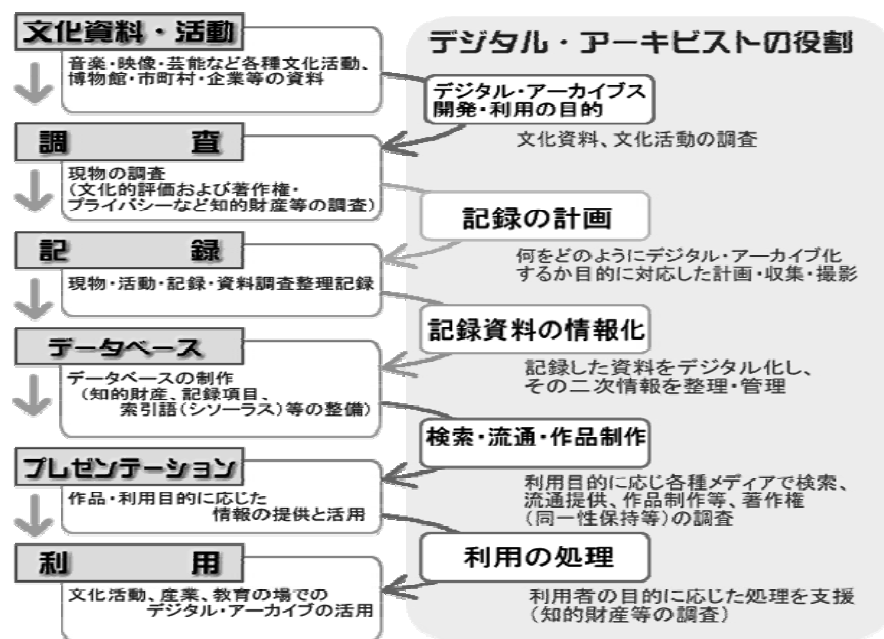 文化資料・活動
音楽・映像・芸能など各種文化活動、
博物館・市町村・企業等の資料
調 査
現物の調査
(文化的評価および著作権・
プライバシーなど知的財産等の調査)
記 録
現物・活動・記録・資料調査整理記録
データベース
データベースの制作
(知的財産、記録項目、
索引語(シソーラス)等の整備)
プレゼンテーション
作品・利用目的に応じた
情報の提供と活用
利 用
文化活動、産業、教育の場での
デジタル・アーカイブの活用
デジタル・アーキビストの役割
デジタル・アーカイブス
開発・利用の目的
文化資料、文化活動の調査
記録の計画
何をどのようにデジタル・アーカイブ化
するか目的に対応した計画・収集・撮影
記録資料の情報化
記録した資料をデジタル化し、
その二次情報を整理・管理
検索・流通・作品制作
利用目的に応じ各種メディアで検索、
流通提供、作品制作等、著作権
(同一性保持等)の調査
利用の処理
利用者の目的に応じた処理を支援
(知的財産等の調査)